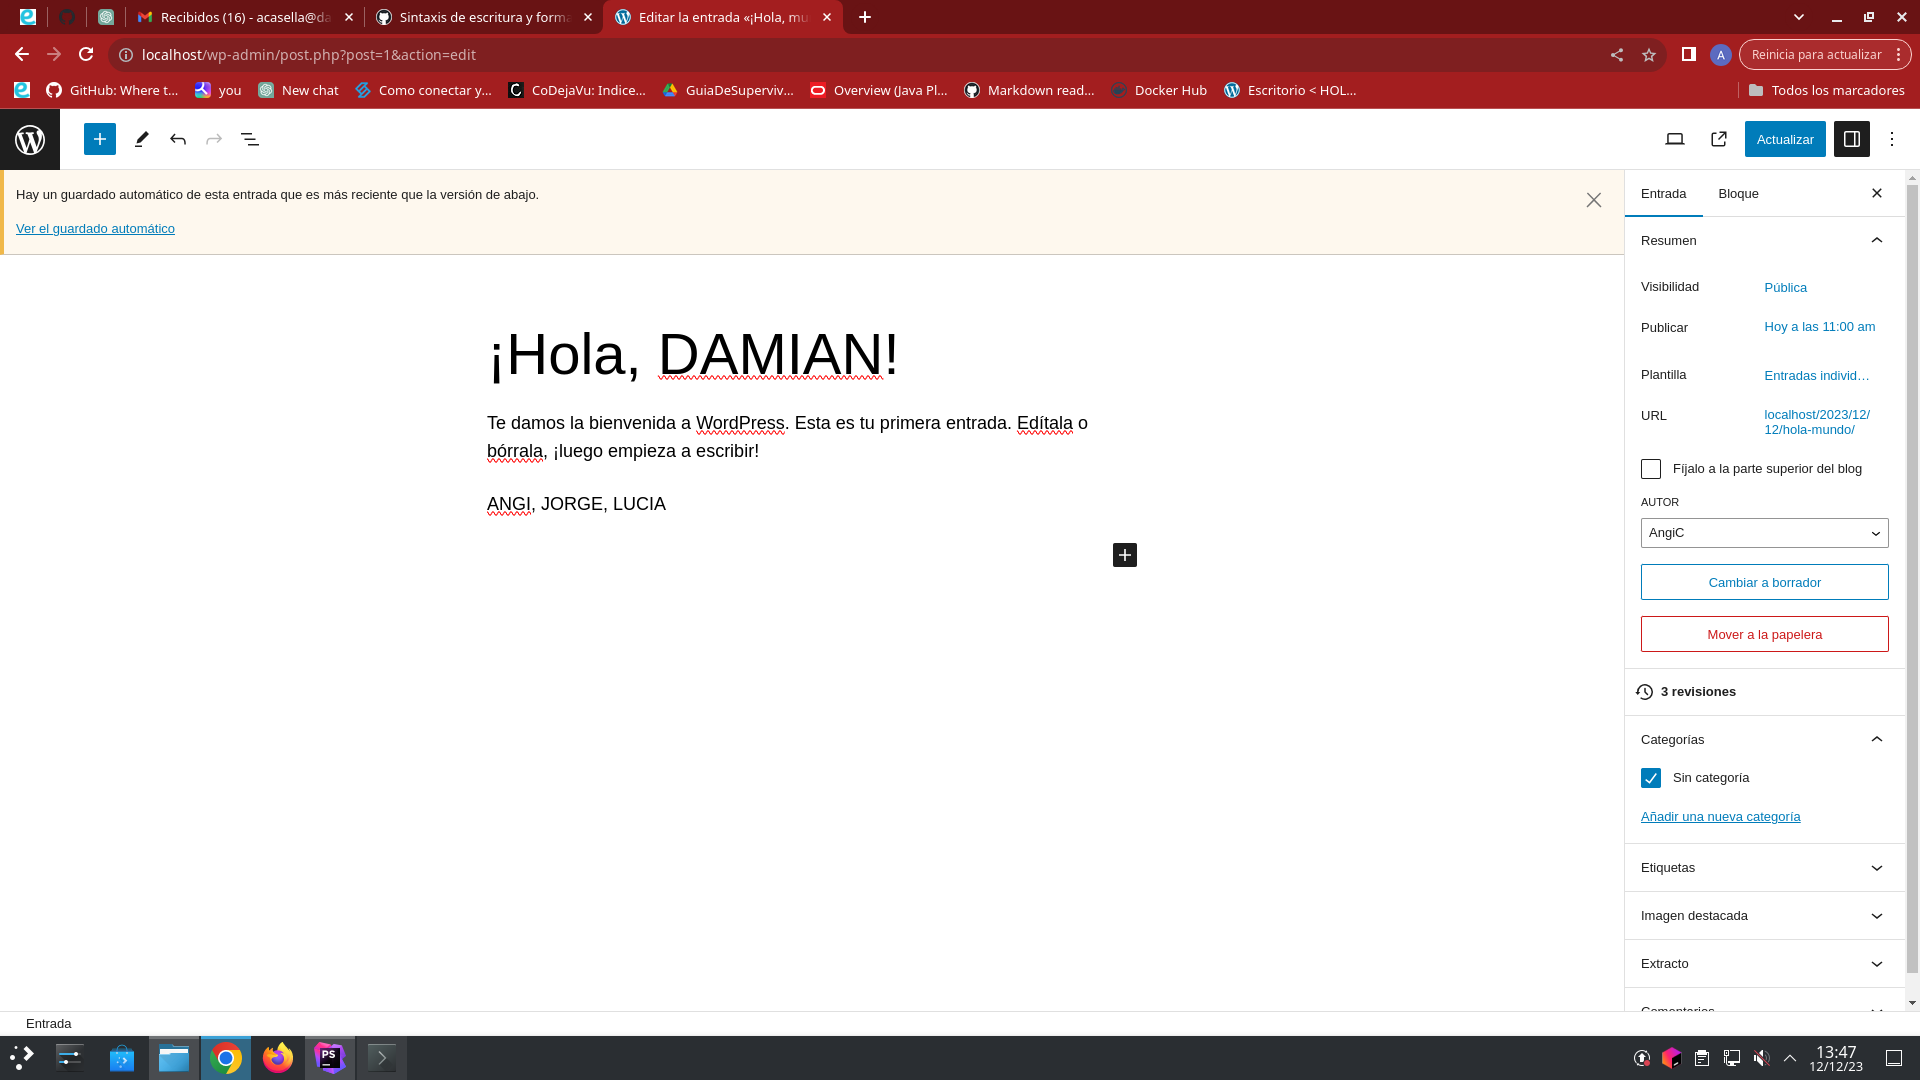 Recibidos (16) - acasella@da
Sintaxis de escritura y forma
Editar la entrada «¡Hola, mu
localhost/wp-admin/post.php?post=1&action=edit
A
Reinicia para actualizar
GitHub: Where t...
you
New chat
Como conectar y...
CoDejaVu: Indice...
GuiaDeSuperviv...
Overview (Java Pl...
Markdown read...
Docker Hub
Escritorio < HOL...
Todos los marcadores
Actualizar
Hay un guardado automático de esta entrada que es más reciente que la versión de abajo.
Ver el guardado automático
¡Hola, DAMIAN!
Te damos la bienvenida a WordPress. Esta es tu primera entrada. Edítala o
bórrala, ¡luego empieza a escribir!
ANGI, JORGE, LUCIA
Entrada
Bloque
Resumen
Visibilidad
Pública
Publicar
Hoy a las 11:00 am
Plantilla
Entradas individ…
URL
localhost/2023/12/
12/hola-mundo/
Fíjalo a la parte superior del blog
AUTOR
AngiC
Cambiar a borrador
Mover a la papelera
3 revisiones
Categorías
Sin categoría
Añadir una nueva categoría
Etiquetas
Imagen destacada
Extracto
Comentarios
Entrada
PS
13:47
12/12/23